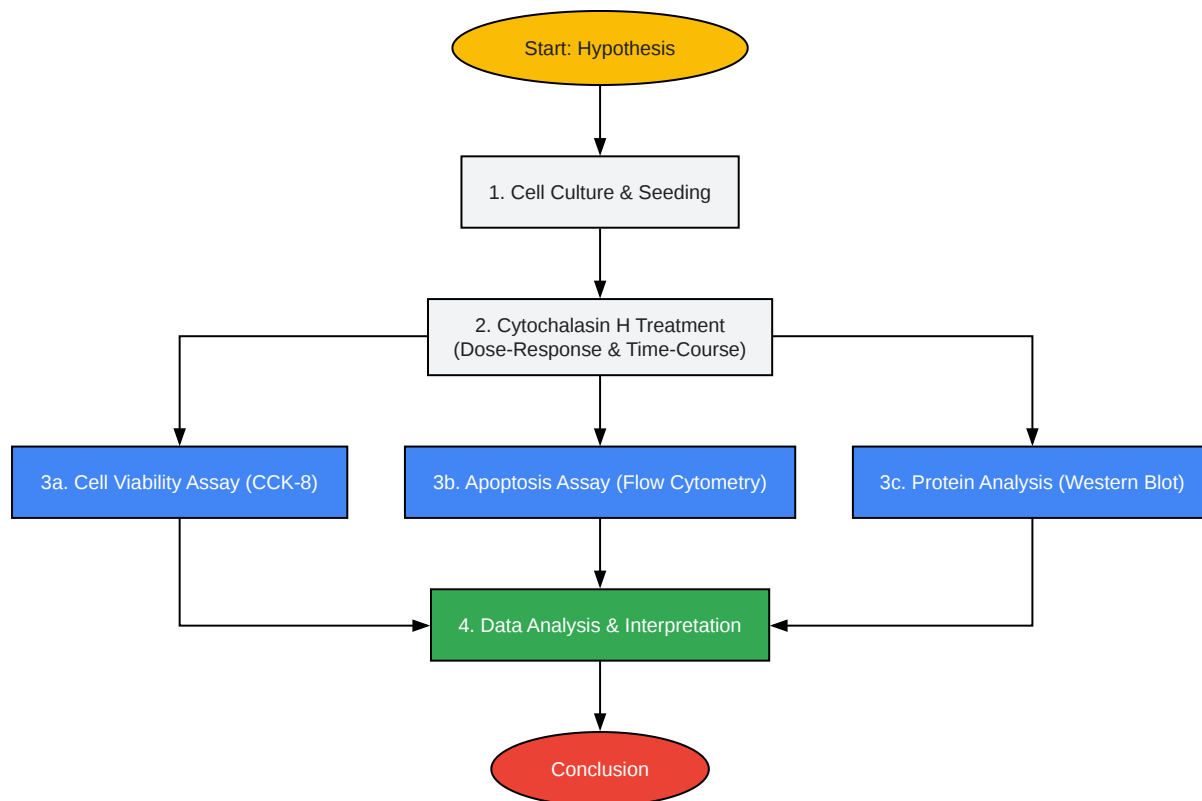 Start: Hypothesis
1. Cell Culture & Seeding
2. Cytochalasin H Treatment
(Dose-Response & Time-Course)
3a. Cell Viability Assay (CCK-8)
3b. Apoptosis Assay (Flow Cytometry)
3c. Protein Analysis (Western Blot)
4. Data Analysis & Interpretation
Conclusion